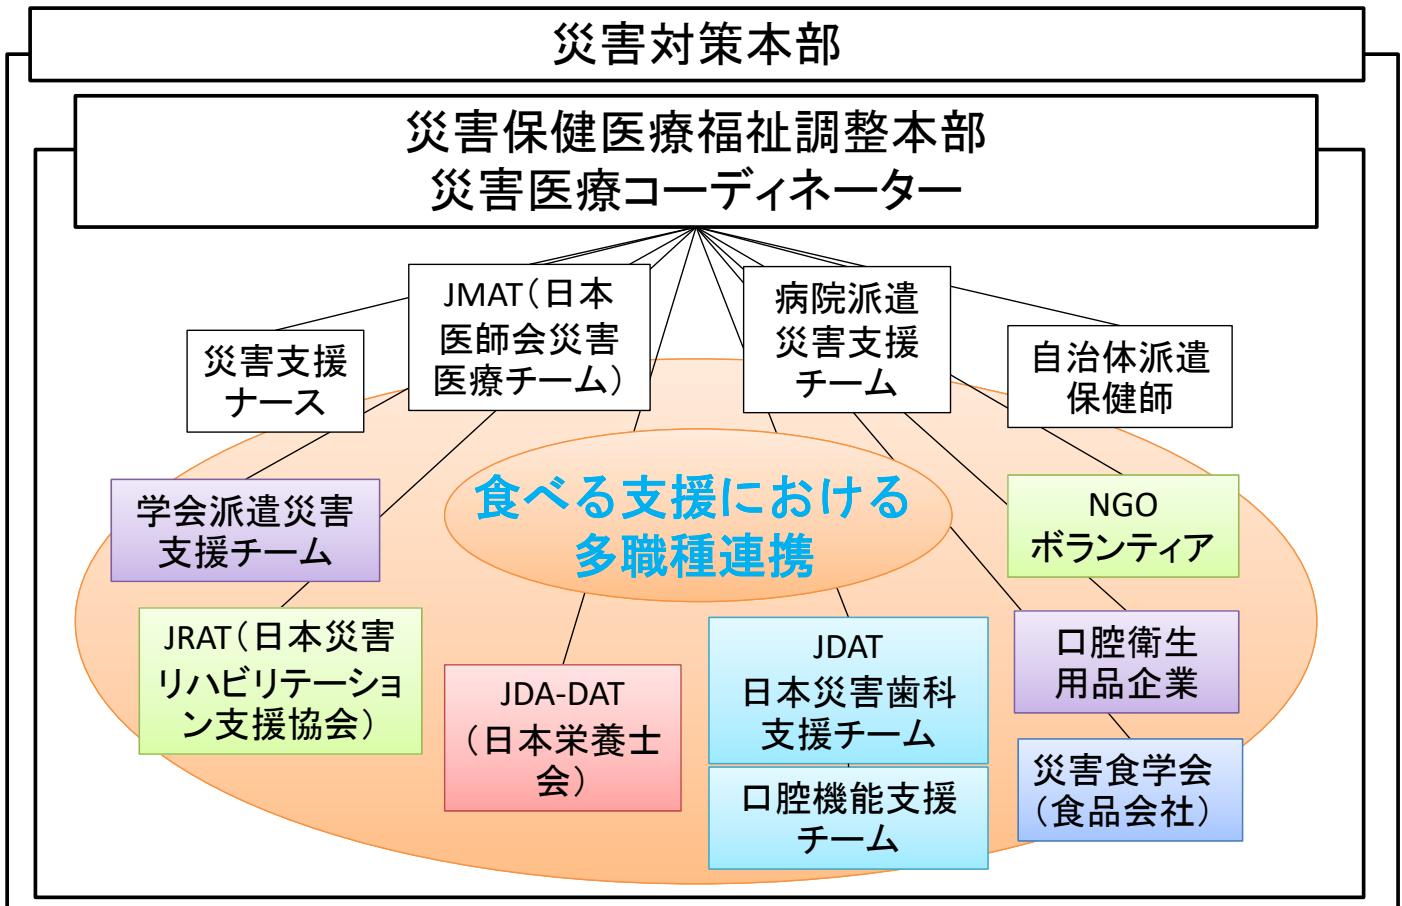 災害対策本部
災害保健医療福祉調整本部
災害医療コーディネーター
JMAT（日本
医師会災害
医療チーム）
病院派遣
災害支援
チーム
災害支援
ナース
自治体派遣
保健師
食べる支援における
多職種連携
学会派遣災害
支援チーム
NGO
ボランティア
JRAT（日本災害
リハビリテーショ
ン支援協会）
JDA-DAT
（日本栄養士
会）
JDAT
日本災害歯科
支援チーム
口腔衛生
用品企業
口腔機能支援
チーム
災害食学会
（食品会社）